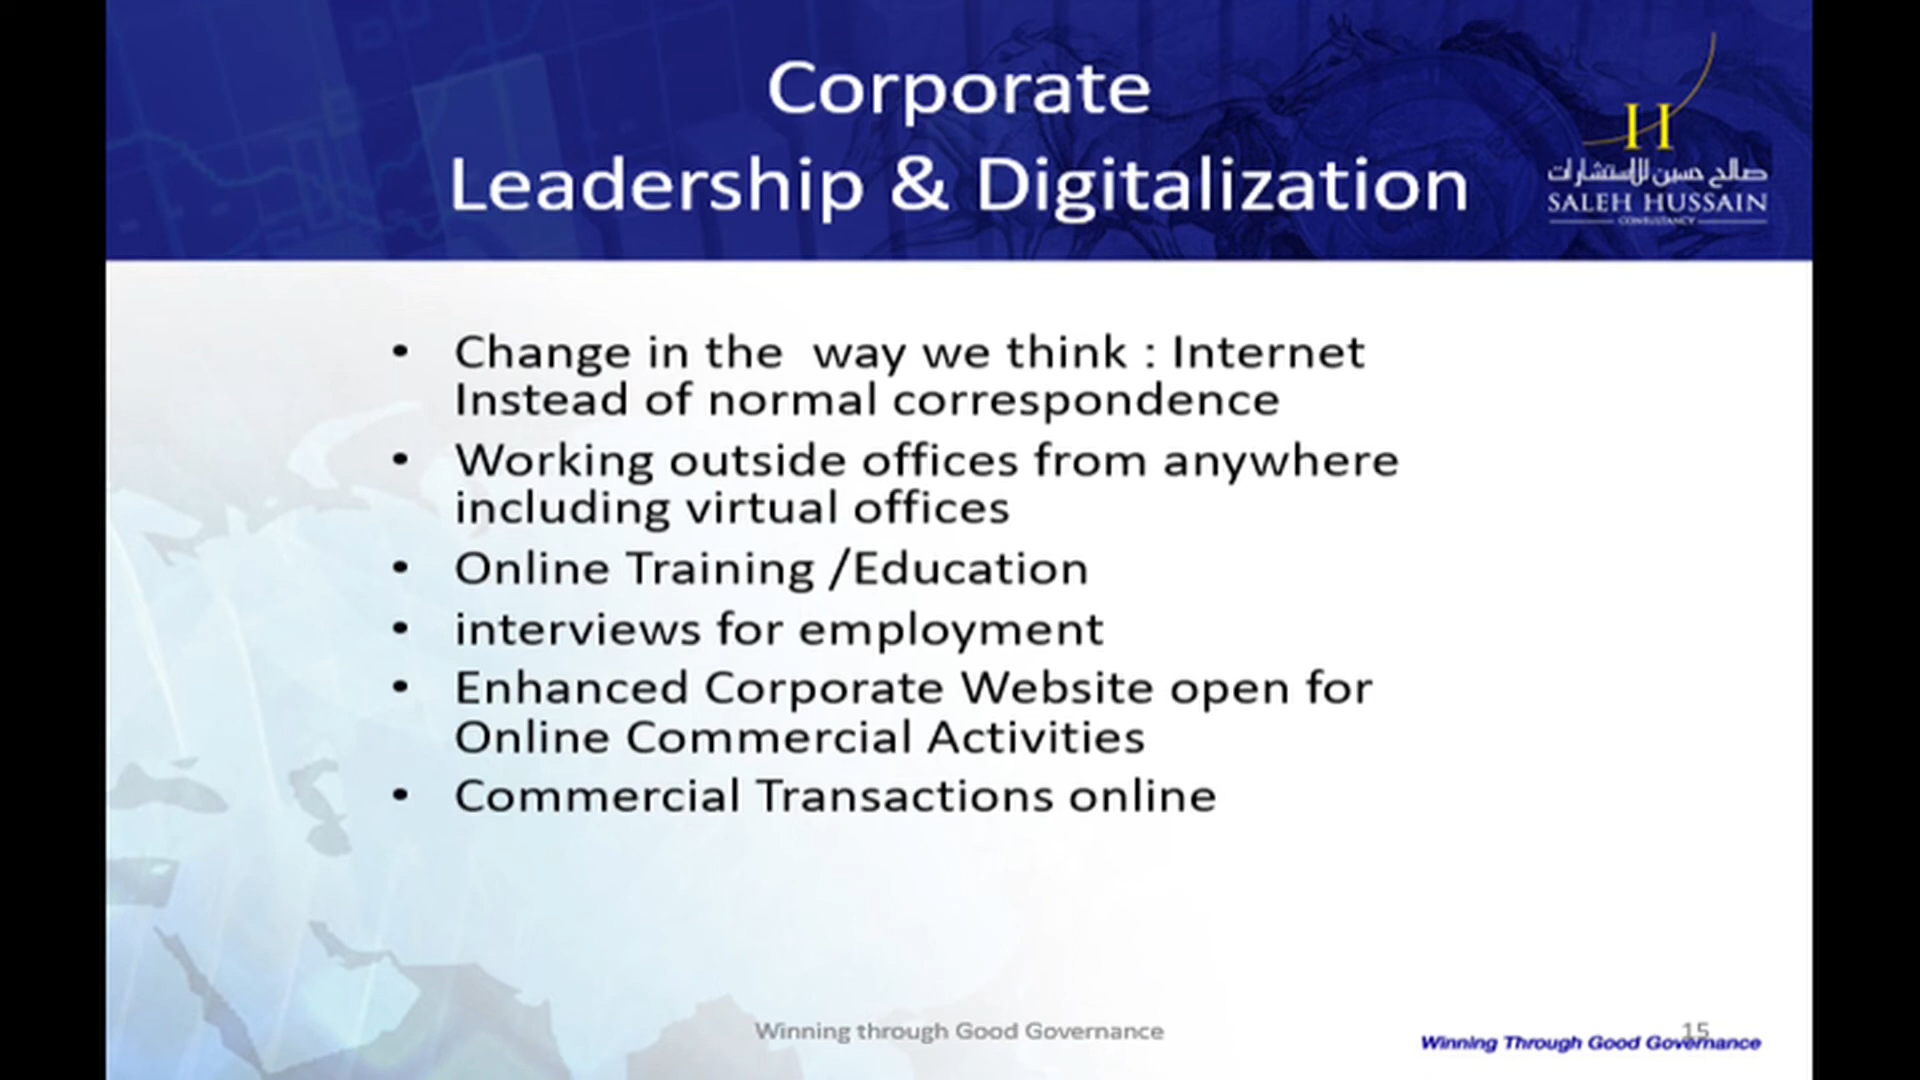 Corporate
Leadership & Digitalization
صالح حسين للاستشارات
SALEH HUSSAIN
CONSULTANCY
• Change in the way we think : Internet
Instead of normal correspondence
• Working outside offices from anywhere
including virtual offices
• Online Training /Education
• interviews for employment
• Enhanced Corporate Website open for
Online Commercial Activities
• Commercial Transactions online
Winning through Good Governance
15
Winning Through Good Governance